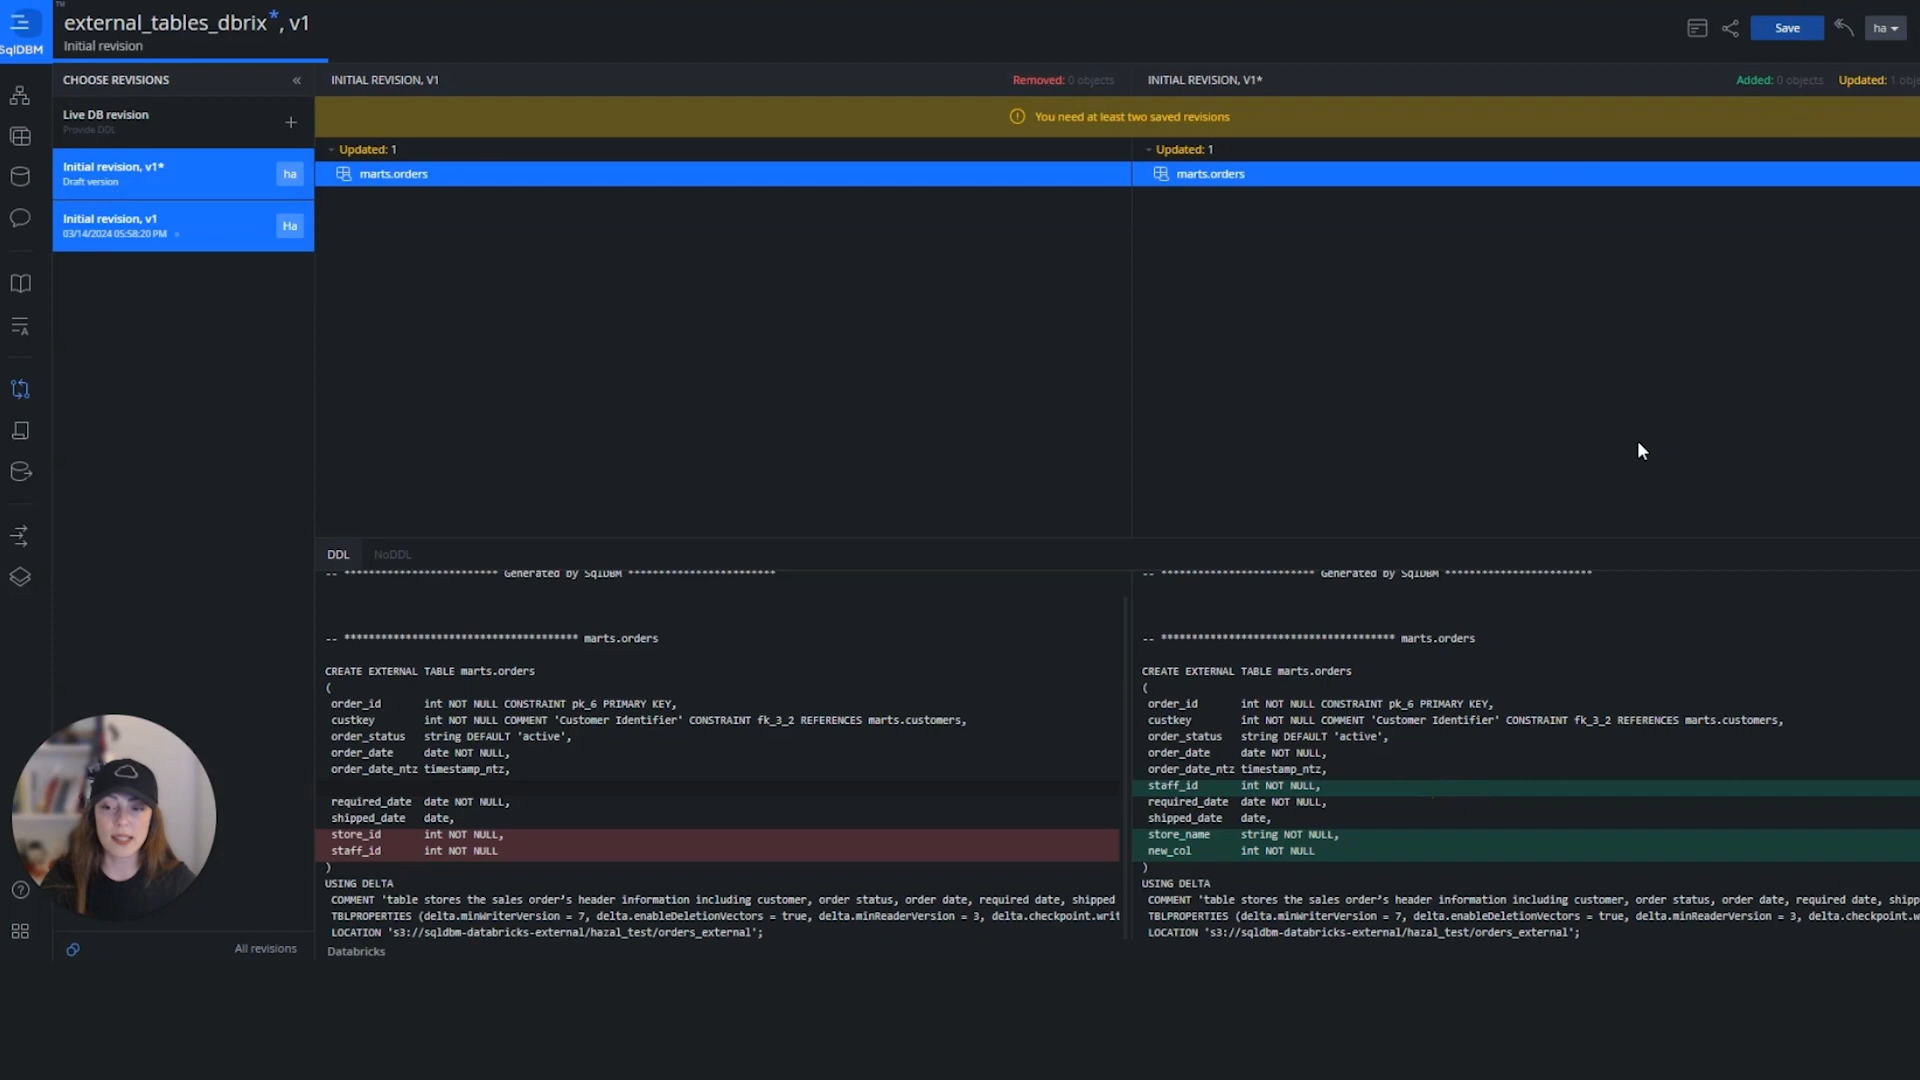 TM
SqlDBM
external_tables_dbrix*, v1
Initial revision
Save
ha
CHOOSE REVISIONS
Live DB revision
Provide DDL
Initial revision, v1*
Draft version
ha
Initial revision, v1
03/14/2024 05:58:20 PM
Ha
All revisions
INITIAL REVISION, V1
Removed: 0 objects
INITIAL REVISION, V1*
Added: 0 objects
Updated: 1 obje
You need at least two saved revisions
Updated: 1
marts.orders
Updated: 1
marts.orders
DDL
NoDDL
-- ************************* Generated by SqlDBM ************************
-- ************************************** marts.orders
CREATE EXTERNAL TABLE marts.orders
(
order_id int NOT NULL CONSTRAINT pk_6 PRIMARY KEY,
custkey int NOT NULL COMMENT 'Customer Identifier' CONSTRAINT fk_3_2 REFERENCES marts.customers,
order_status string DEFAULT 'active',
order_date date NOT NULL,
order_date_ntz timestamp_ntz,
required_date date NOT NULL,
shipped_date date,
store_id int NOT NULL,
staff_id int NOT NULL
)
USING DELTA
COMMENT 'table stores the sales order’s header information including customer, order status, order date, required date, shipped
TBLPROPERTIES (delta.minWriterVersion = 7, delta.enableDeletionVectors = true, delta.minReaderVersion = 3, delta.checkpoint.writ
LOCATION 's3://sqldbm-databricks-external/hazal_test/orders_external';
Databricks
-- ************************* Generated by SqlDBM ************************
-- ************************************** marts.orders
CREATE EXTERNAL TABLE marts.orders
(
order_id int NOT NULL CONSTRAINT pk_6 PRIMARY KEY,
custkey int NOT NULL COMMENT 'Customer Identifier' CONSTRAINT fk_3_2 REFERENCES marts.customers,
order_status string DEFAULT 'active',
order_date date NOT NULL,
order_date_ntz timestamp_ntz,
staff_id int NOT NULL,
required_date date NOT NULL,
shipped_date date,
store_name string NOT NULL,
new_col int NOT NULL
)
USING DELTA
COMMENT 'table stores the sales order’s header information including customer, order status, order date, required date, shipp
TBLPROPERTIES (delta.minWriterVersion = 7, delta.enableDeletionVectors = true, delta.minReaderVersion = 3, delta.checkpoint.w
LOCATION 's3://sqldbm-databricks-external/hazal_test/orders_external';